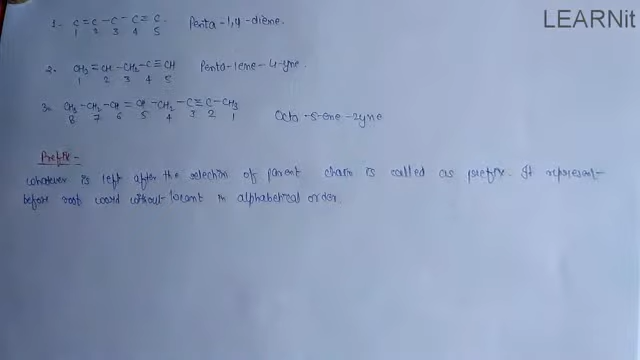 LEARNit
1. C=C-C-C=C. Penta-1,4-diene.
1 2 3 4 5
2. CH2=CH-CH2-C≡CH Penta-1ene-4-yne.
1 2 3 4 5
3. CH3-CH2-CH=CH-CH2-C≡C-CH3 Octa-5-ene-2yne
8 7 6 5 4 3 2 1
Prefix-
Whatever is left after the selection of parent chain is called as prefix. It represent-
before root word without locant in alphabetical order.